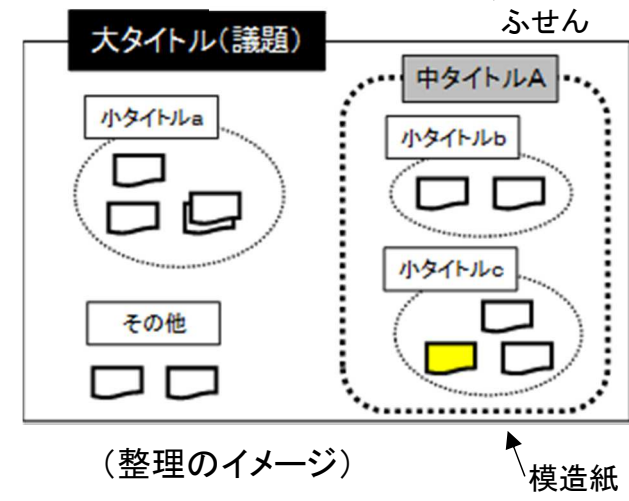 ふせん
大タイトル(議題)
中タイトルA
小タイトルa
小タイトルb
小タイトルc
その他
(整理のイメージ)
模造紙